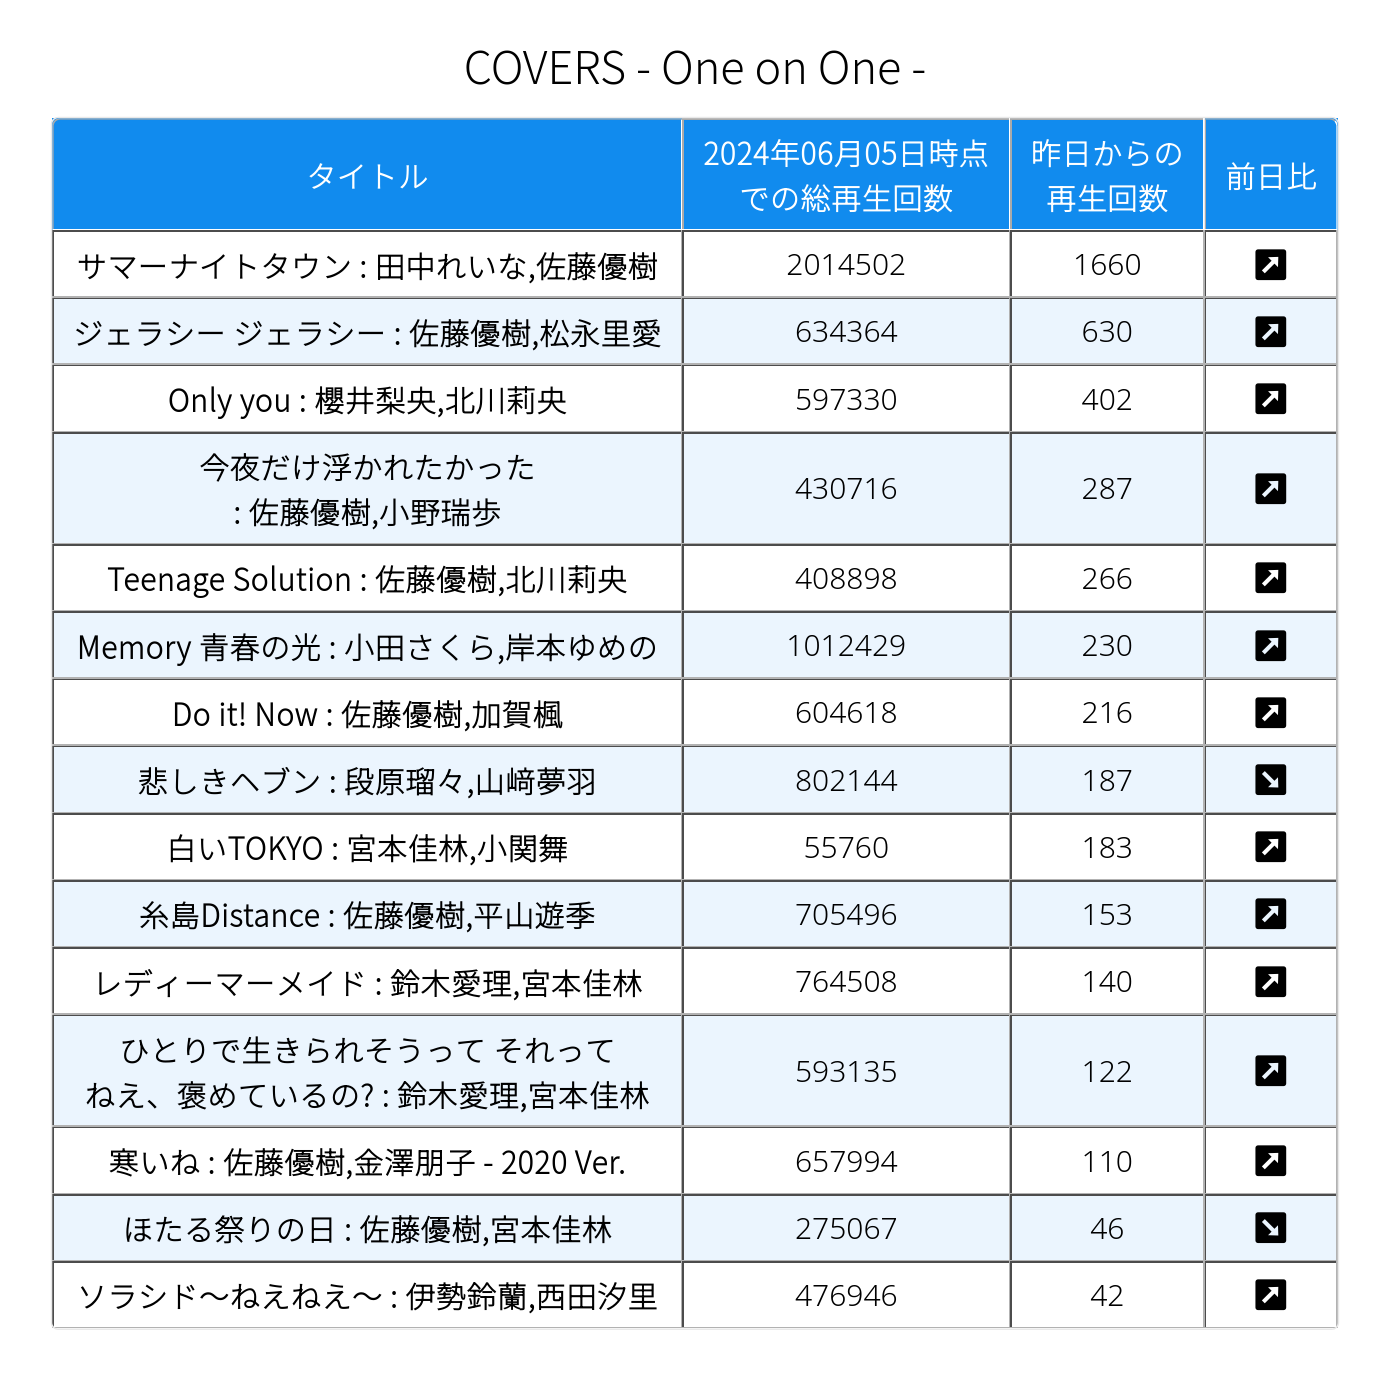 COVERS - One on One -
タイトル
2024年06月05日時点
での総再生回数
昨日からの
再生回数
前日比
サマーナイトタウン : 田中れいな,佐藤優樹 2014502 1660 ↗
ジェラシー ジェラシー : 佐藤優樹,松永里愛 634364 630 ↗
Only you : 櫻井梨央,北川莉央 597330 402 ↗
今夜だけ浮かれたかった
: 佐藤優樹,小野瑞歩 430716 287 ↗
Teenage Solution : 佐藤優樹,北川莉央 408898 266 ↗
Memory 青春の光 : 小田さくら,岸本ゆめの 1012429 230 ↗
Do it! Now : 佐藤優樹,加賀楓 604618 216 ↗
悲しきヘブン : 段原瑠々,山﨑夢羽 802144 187 ↘
白いTOKYO : 宮本佳林,小関舞 55760 183 ↗
糸島Distance : 佐藤優樹,平山遊季 705496 153 ↗
レディーマーメイド : 鈴木愛理,宮本佳林 764508 140 ↗
ひとりで生きられそうって それって
ねえ、褒めているの? : 鈴木愛理,宮本佳林 593135 122 ↗
寒いね : 佐藤優樹,金澤朋子 - 2020 Ver. 657994 110 ↗
ほたる祭りの日 : 佐藤優樹,宮本佳林 275067 46 ↘
ソラシド～ねえねえ～ : 伊勢鈴蘭,西田汐里 476946 42 ↗